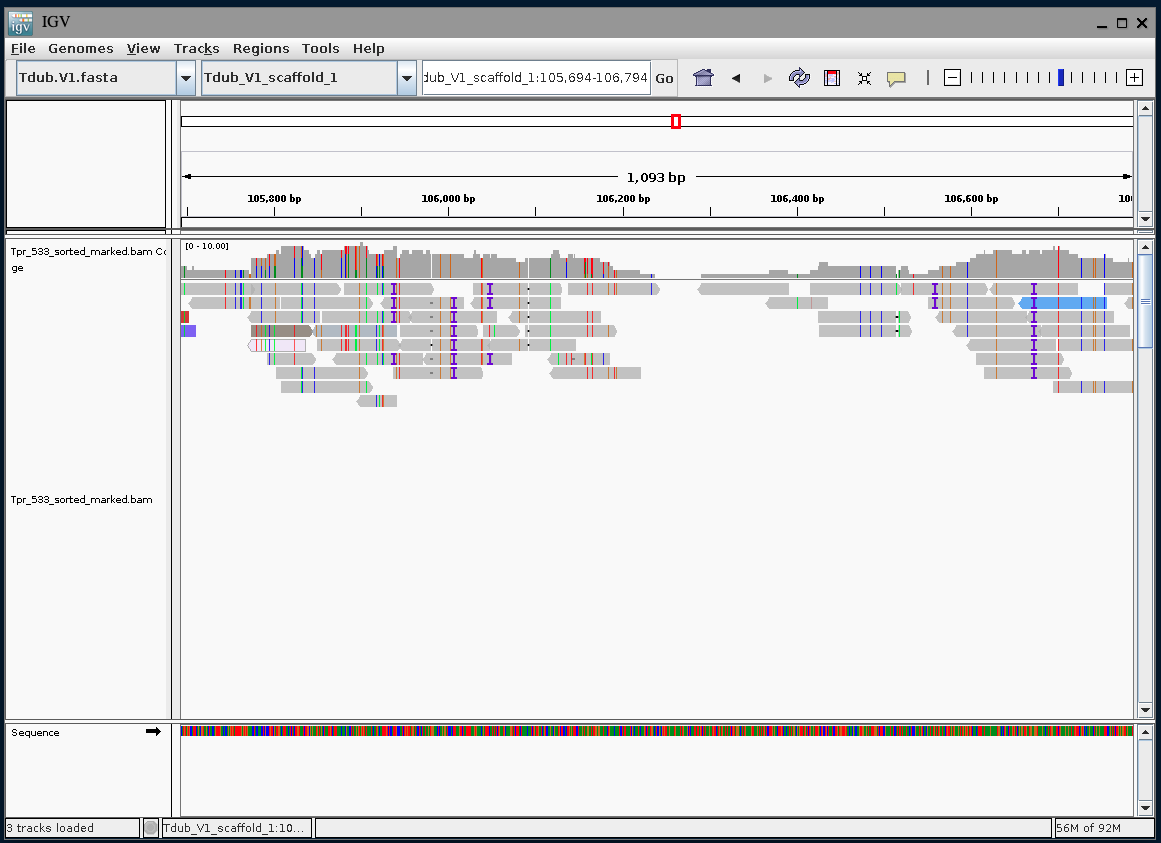 IGV
File Genomes View Tracks Regions Tools Help
Tdub.V1.fasta Tdub_V1_scaffold_1 dub_V1_scaffold_1:105,694-106,794 Go
1,093 bp
105,800 bp 106,000 bp 106,200 bp 106,400 bp 106,600 bp 10
Tpr_533_sorted_marked.bam Co
ge
[0 - 10.00]
Tpr_533_sorted_marked.bam
Sequence
3 tracks loaded Tdub_V1_scaffold_1:10... 56M of 92M